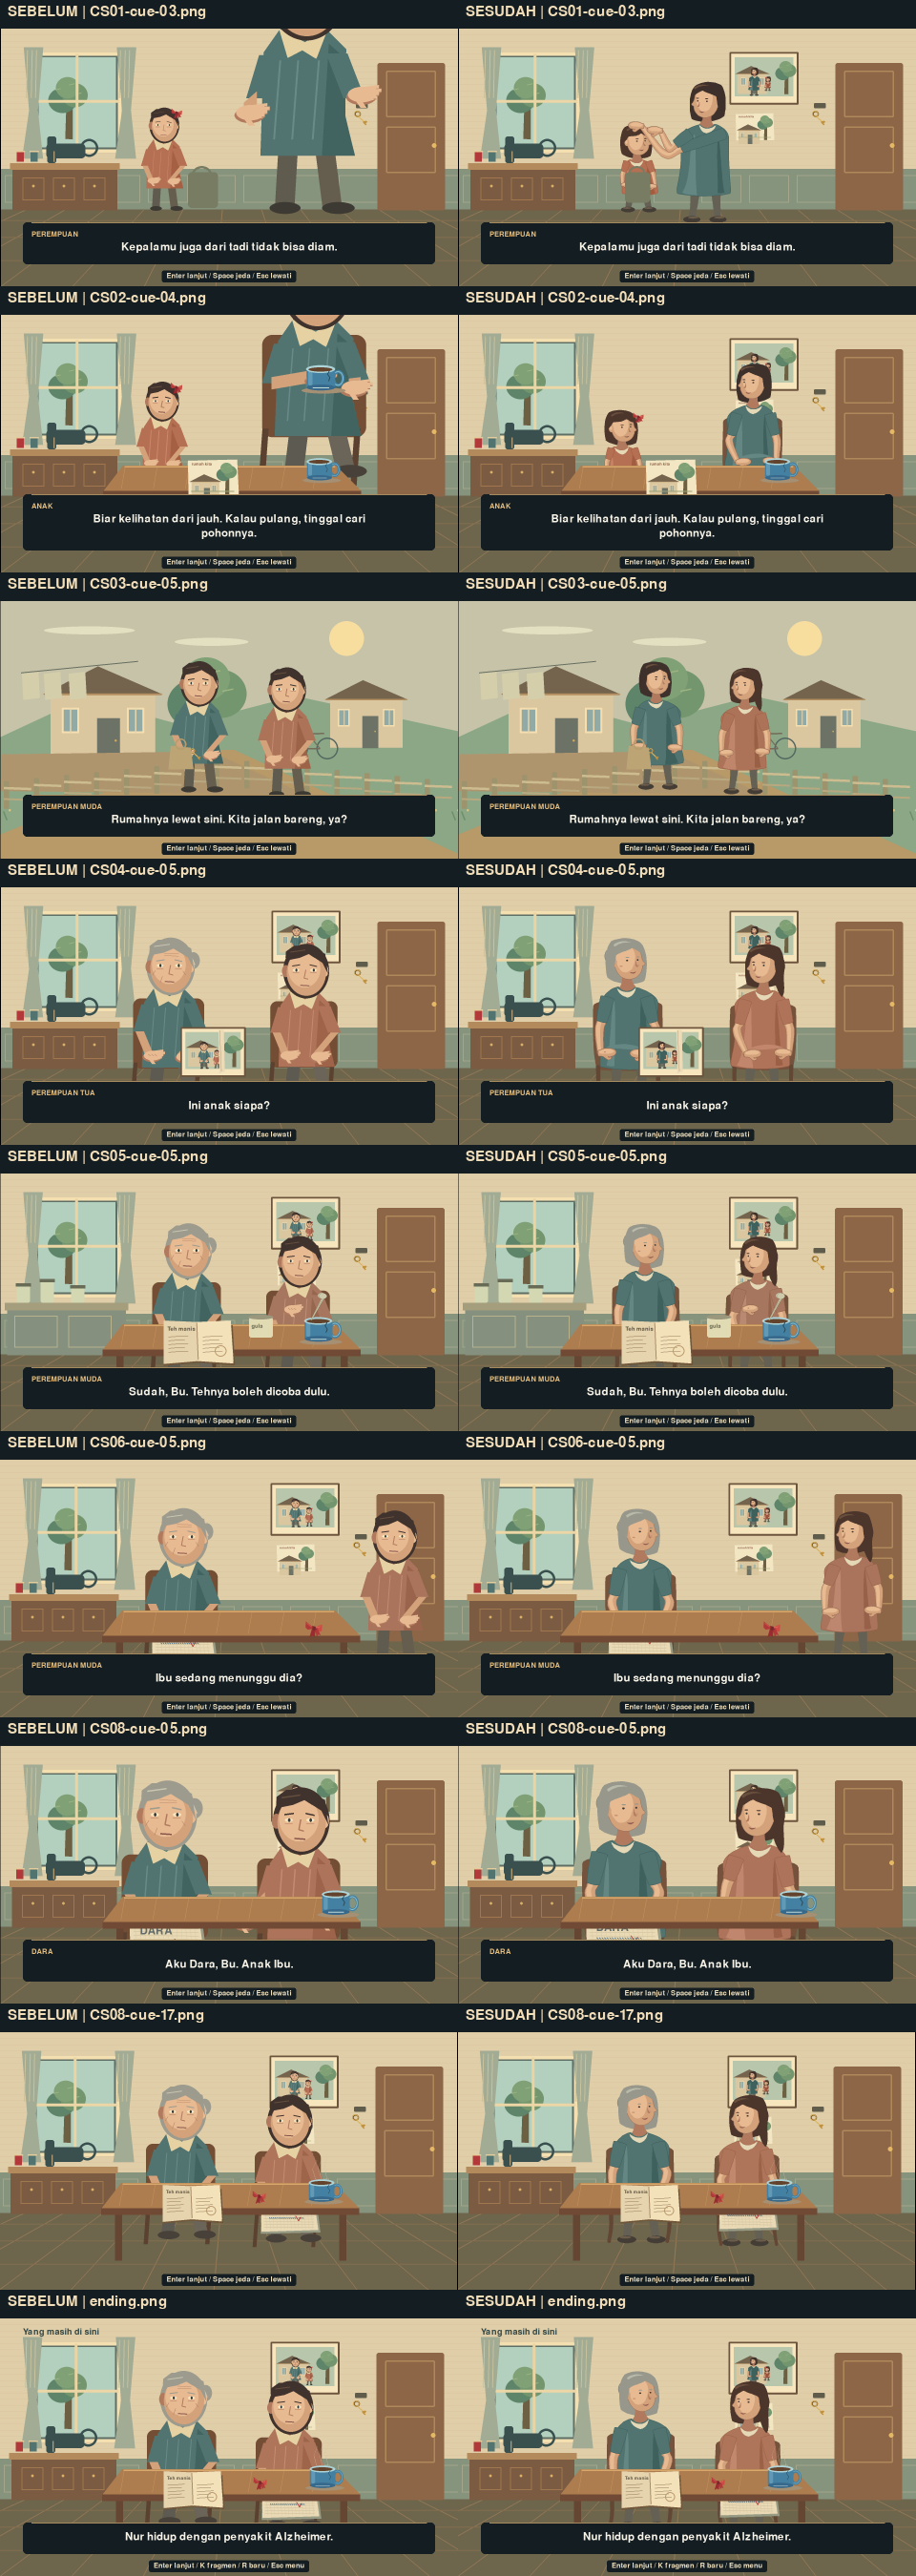 SEBELUM | CS01-cue-03.png
SESUDAH | CS01-cue-03.png
PEREMPUAN
Kepalamu juga dari tadi tidak bisa diam.
Enter lanjut / Space jeda / Esc lewati
PEREMPUAN
Kepalamu juga dari tadi tidak bisa diam.
Enter lanjut / Space jeda / Esc lewati
SEBELUM | CS02-cue-04.png
SESUDAH | CS02-cue-04.png
ANAK
Biar kelihatan dari jauh. Kalau pulang, tinggal cari
pohonnya.
Enter lanjut / Space jeda / Esc lewati
ANAK
Biar kelihatan dari jauh. Kalau pulang, tinggal cari
pohonnya.
Enter lanjut / Space jeda / Esc lewati
SEBELUM | CS03-cue-05.png
SESUDAH | CS03-cue-05.png
PEREMPUAN MUDA
Rumahnya lewat sini. Kita jalan bareng, ya?
Enter lanjut / Space jeda / Esc lewati
PEREMPUAN MUDA
Rumahnya lewat sini. Kita jalan bareng, ya?
Enter lanjut / Space jeda / Esc lewati
SEBELUM | CS04-cue-05.png
SESUDAH | CS04-cue-05.png
PEREMPUAN TUA
Ini anak siapa?
Enter lanjut / Space jeda / Esc lewati
PEREMPUAN TUA
Ini anak siapa?
Enter lanjut / Space jeda / Esc lewati
SEBELUM | CS05-cue-05.png
SESUDAH | CS05-cue-05.png
Teh manis
gula
PEREMPUAN MUDA
Sudah, Bu. Tehnya boleh dicoba dulu.
Enter lanjut / Space jeda / Esc lewati
Teh manis
gula
PEREMPUAN MUDA
Sudah, Bu. Tehnya boleh dicoba dulu.
Enter lanjut / Space jeda / Esc lewati
SEBELUM | CS06-cue-05.png
SESUDAH | CS06-cue-05.png
PEREMPUAN MUDA
Ibu sedang menunggu dia?
Enter lanjut / Space jeda / Esc lewati
PEREMPUAN MUDA
Ibu sedang menunggu dia?
Enter lanjut / Space jeda / Esc lewati
SEBELUM | CS08-cue-05.png
SESUDAH | CS08-cue-05.png
DARA
DARA
Aku Dara, Bu. Anak Ibu.
Enter lanjut / Space jeda / Esc lewati
DARA
DARA
Aku Dara, Bu. Anak Ibu.
Enter lanjut / Space jeda / Esc lewati
SEBELUM | CS08-cue-17.png
SESUDAH | CS08-cue-17.png
Teh manis
Enter lanjut / Space jeda / Esc lewati
Teh manis
Enter lanjut / Space jeda / Esc lewati
SEBELUM | ending.png
SESUDAH | ending.png
Yang masih di sini
Teh manis
Nur hidup dengan penyakit Alzheimer.
Enter lanjut / K fragmen / R baru / Esc menu
Yang masih di sini
Teh manis
Nur hidup dengan penyakit Alzheimer.
Enter lanjut / K fragmen / R baru / Esc menu